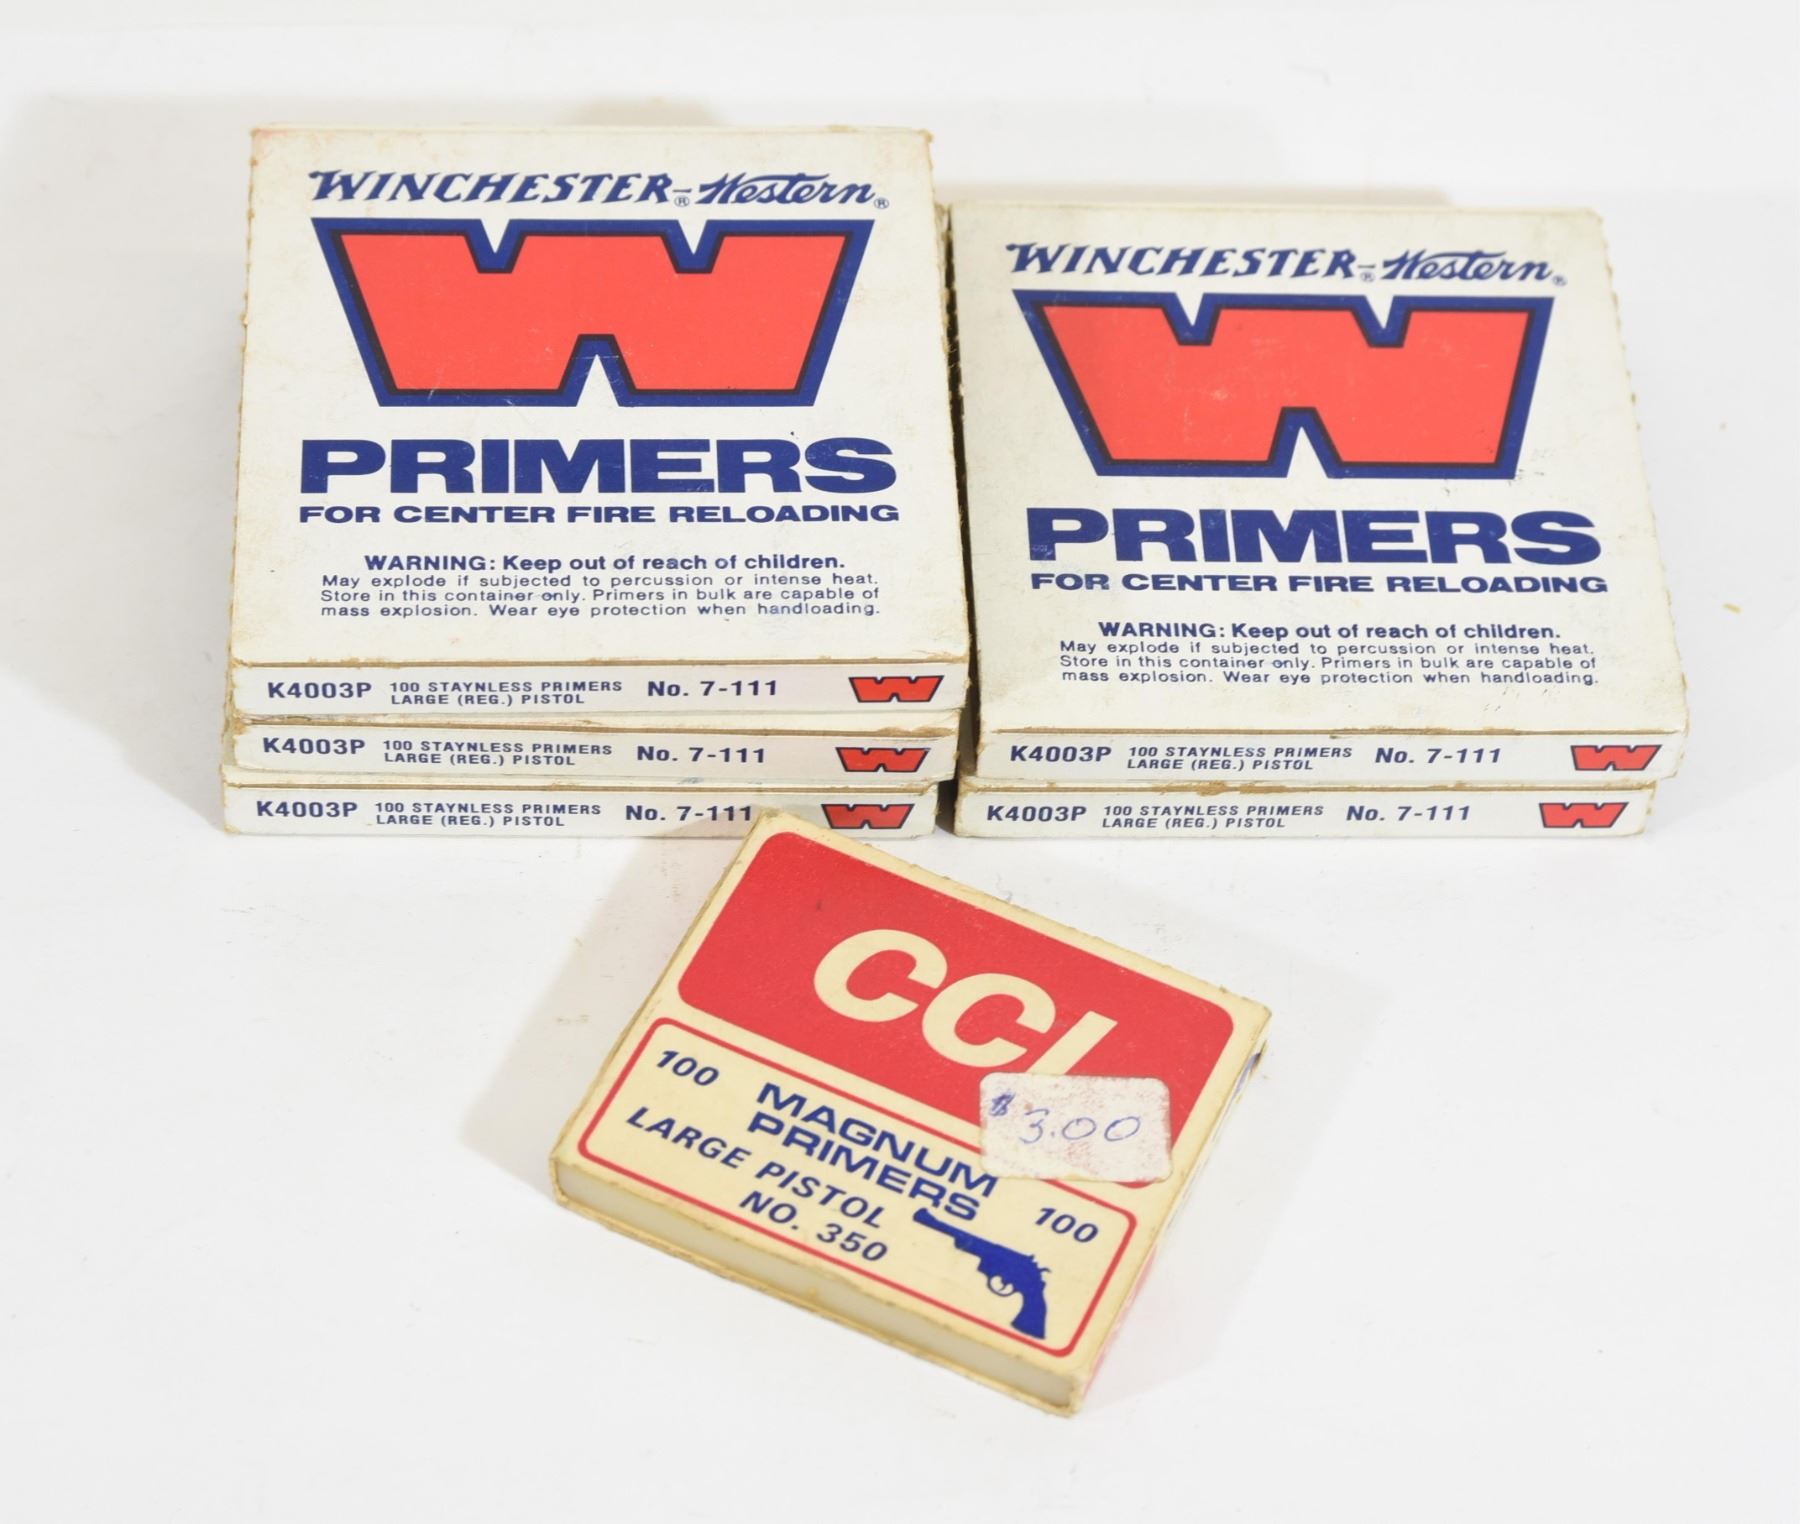 WINCHESTER®-Western®
W
PRIMERS
FOR CENTER FIRE RELOADING
WARNING: Keep out of reach of children.
May explode if subjected to percussion or intense heat.
Store in this container only. Primers in bulk are capable of
mass explosion. Wear eye protection when handloading.
K4003P 100 STAYNLESS PRIMERS No. 7-111 W
LARGE (REG.) PISTOL
K4003P 100 STAYNLESS PRIMERS No. 7-111 W
LARGE (REG.) PISTOL
K4003P 100 STAYNLESS PRIMERS No. 7-111 W
LARGE (REG.) PISTOL
WINCHESTER®-Western®
W
PRIMERS
FOR CENTER FIRE RELOADING
WARNING: Keep out of reach of children.
May explode if subjected to percussion or intense heat.
Store in this container only. Primers in bulk are capable of
mass explosion. Wear eye protection when handloading.
K4003P 100 STAYNLESS PRIMERS No. 7-111 W
LARGE (REG.) PISTOL
K4003P 100 STAYNLESS PRIMERS No. 7-111 W
LARGE (REG.) PISTOL
CCI
$3.00
100 MAGNUM
PRIMERS 100
LARGE PISTOL
NO. 350